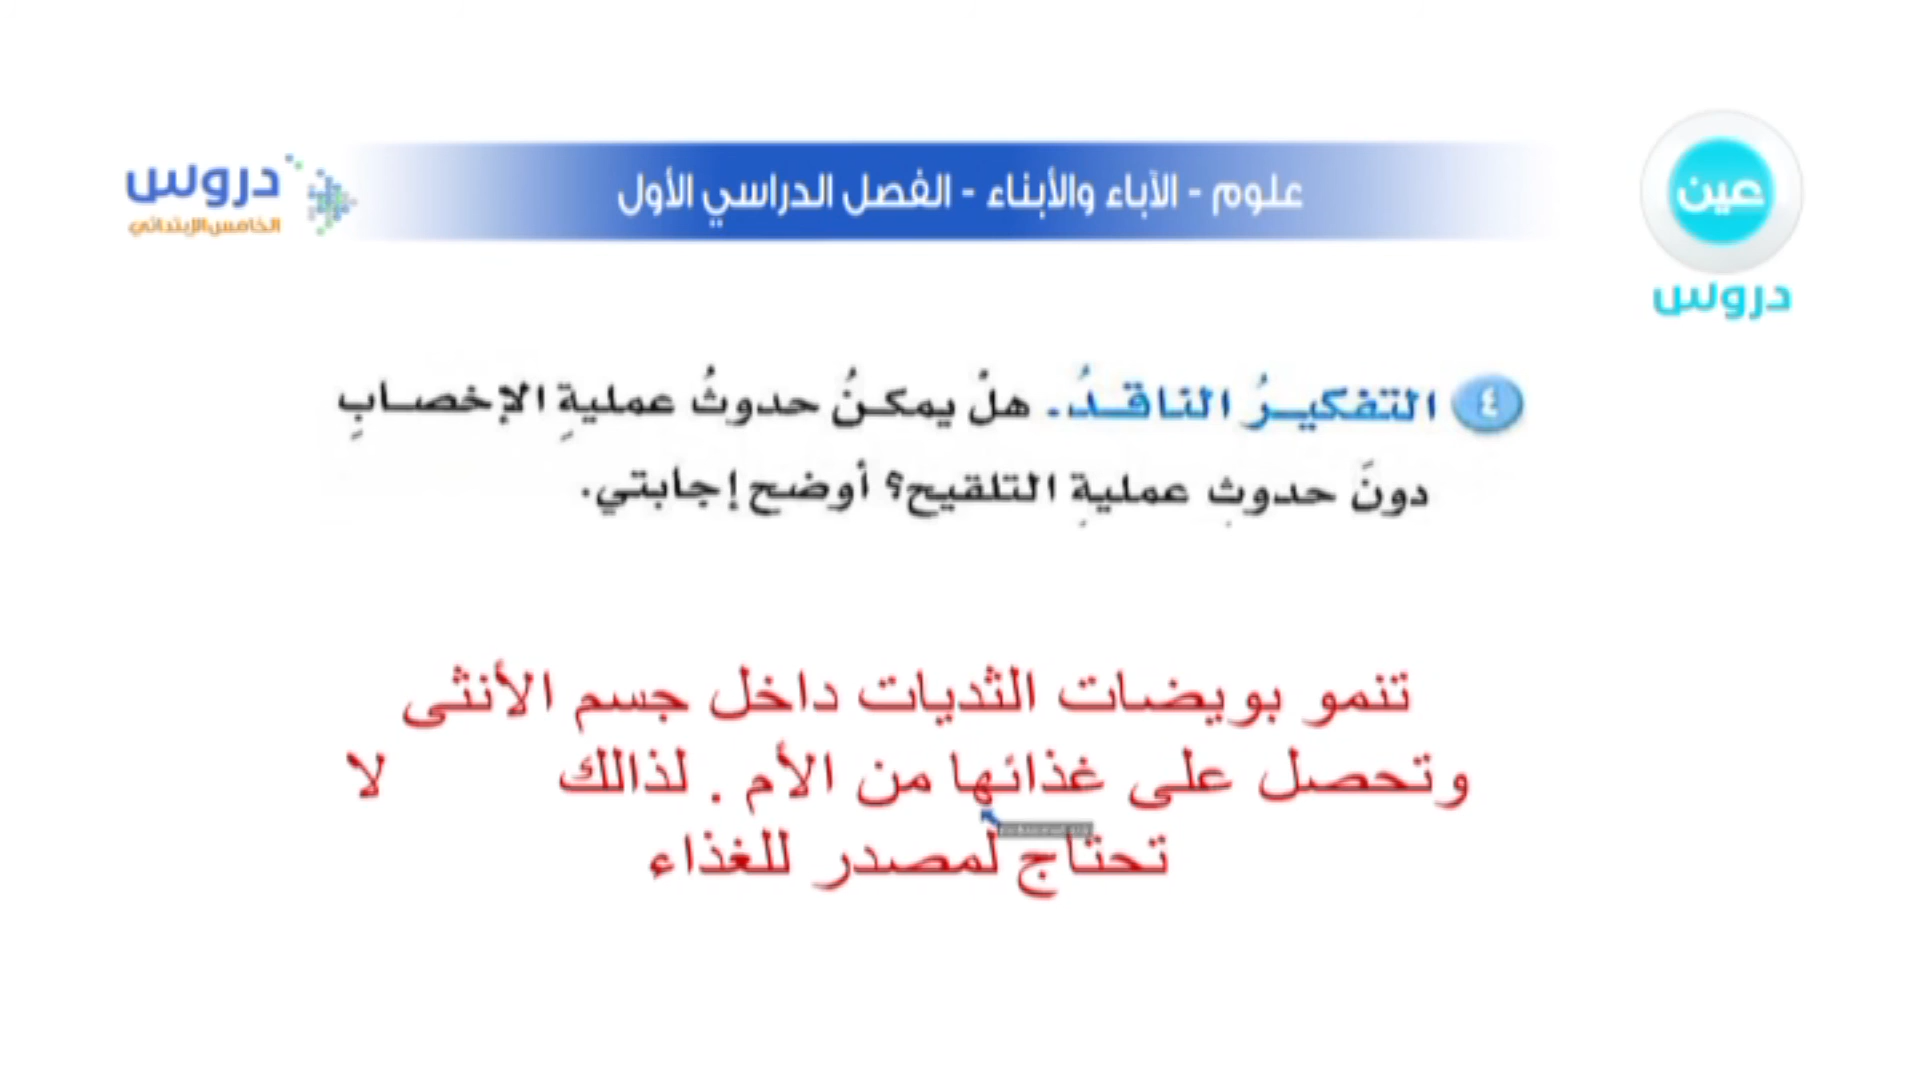 عين
دروس
علوم - الآباء والأبناء - الفصل الدراسي الأول
دروس
الخامس الإبتدائي
٤ التفكيرُ الناقدُ. هلْ يمكنُ حدوثُ عمليةِ الإخصابِ
دونَ حدوثِ عمليةِ التلقيح؟ أوضح إجابتي.
تنمو بويضات الثديات داخل جسم الأنثى
وتحصل على غذائها من الأم . لذالك لا
تحتاج لمصدر للغذاء